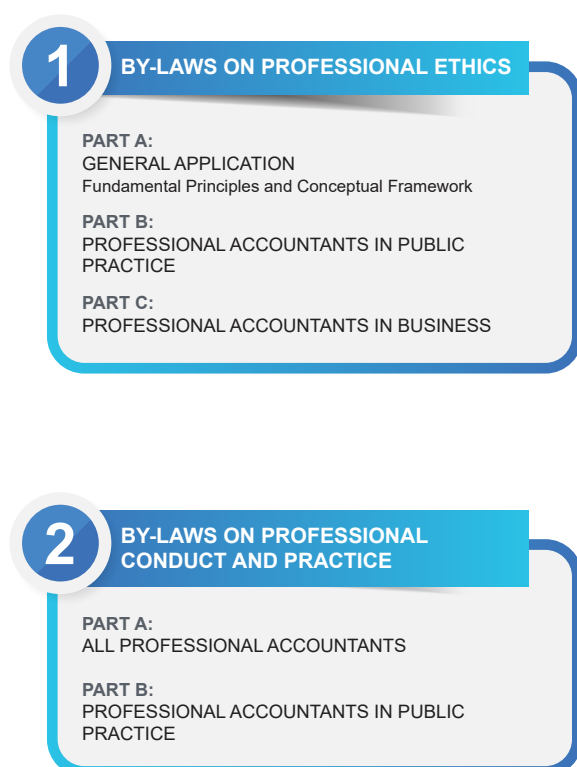 1
BY-LAWS ON PROFESSIONAL ETHICS
PART A:
GENERAL APPLICATION
Fundamental Principles and Conceptual Framework
PART B:
PROFESSIONAL ACCOUNTANTS IN PUBLIC
PRACTICE
PART C:
PROFESSIONAL ACCOUNTANTS IN BUSINESS
2
BY-LAWS ON PROFESSIONAL
CONDUCT AND PRACTICE
PART A:
ALL PROFESSIONAL ACCOUNTANTS
PART B:
PROFESSIONAL ACCOUNTANTS IN PUBLIC
PRACTICE